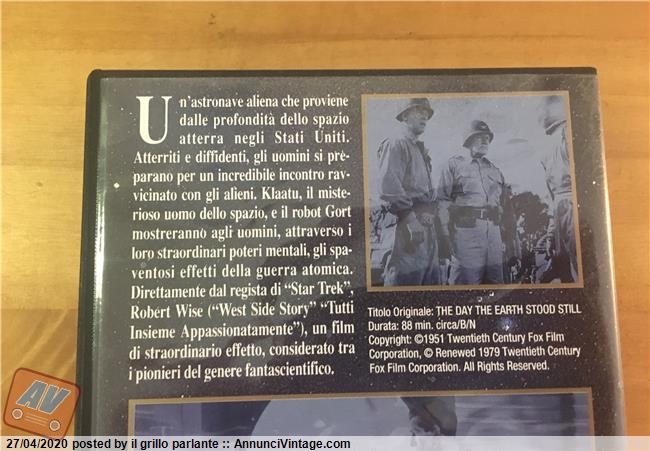 Un'astronave aliena che proviene
dalle profondità dello spazio
atterra negli Stati Uniti.
Atterriti e diffidenti, gli uomini si pre-
parano per un incredibile incontro rav-
vicinato con gli alieni. Klaatu, il miste-
rioso uomo dello spazio, e il robot Gort
mostreranno agli uomini, attraverso i
loro straordinari poteri mentali, gli spa-
ventosi effetti della guerra atomica.
Direttamente dal regista di “Star Trek”,
Robert Wise (“West Side Story” “Tutti
Insieme Appassionatamente”), un film
di straordinario effetto, considerato tra
i pionieri del genere fantascientifico.
Titolo Originale: THE DAY THE EARTH STOOD STILL
Durata: 88 min. circa/B/N
Copyright: ©1951 Twentieth Century Fox Film
Corporation, © Renewed 1979 Twentieth Century
Fox Film Corporation. All Rights Reserved.
AV
27/04/2020 posted by il grillo parlante :: AnnunciVintage.com